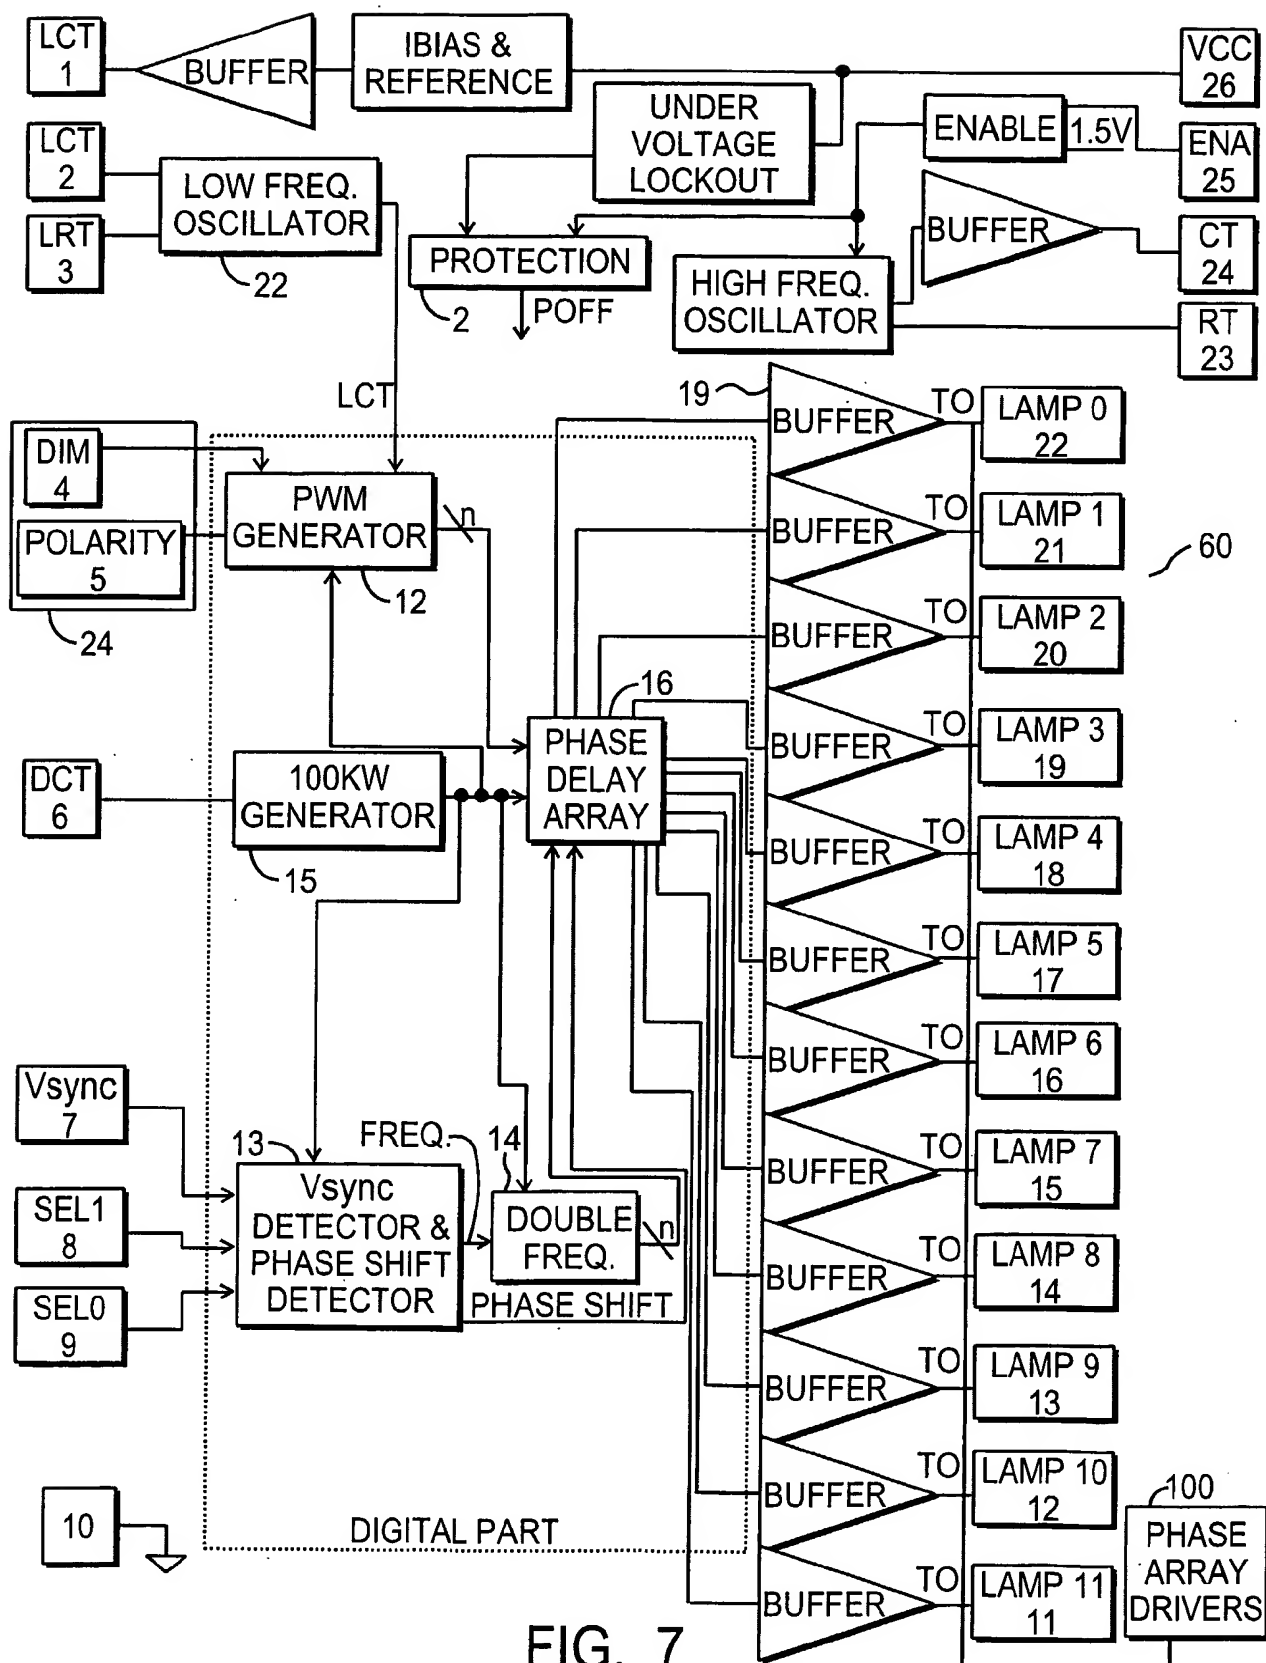 LCT
1
BUFFER
IBIAS &
REFERENCE
VCC
26
UNDER
VOLTAGE
LOCKOUT
ENABLE
1.5V
ENA
25
LCT
2
LOW FREQ.
OSCILLATOR
22
LRT
3
PROTECTION
2
POFF
BUFFER
CT
24
HIGH FREQ.
OSCILLATOR
RT
23
LCT
19
BUFFER
TO
LAMP 0
22
DIM
4
POLARITY
5
24
PWM
GENERATOR
12
n
BUFFER
TO
LAMP 1
21
60
BUFFER
TO
LAMP 2
20
16
PHASE
DELAY
ARRAY
BUFFER
TO
LAMP 3
19
DCT
6
100KW
GENERATOR
15
BUFFER
TO
LAMP 4
18
BUFFER
TO
LAMP 5
17
BUFFER
TO
LAMP 6
16
Vsync
7
SEL1
8
SEL0
9
13
Vsync
DETECTOR &
PHASE SHIFT
DETECTOR
FREQ.
14
DOUBLE
FREQ.
n
PHASE SHIFT
BUFFER
TO
LAMP 7
15
BUFFER
TO
LAMP 8
14
BUFFER
TO
LAMP 9
13
BUFFER
TO
LAMP 10
12
10
DIGITAL PART
BUFFER
TO
LAMP 11
11
100
PHASE
ARRAY
DRIVERS
FIG. 7